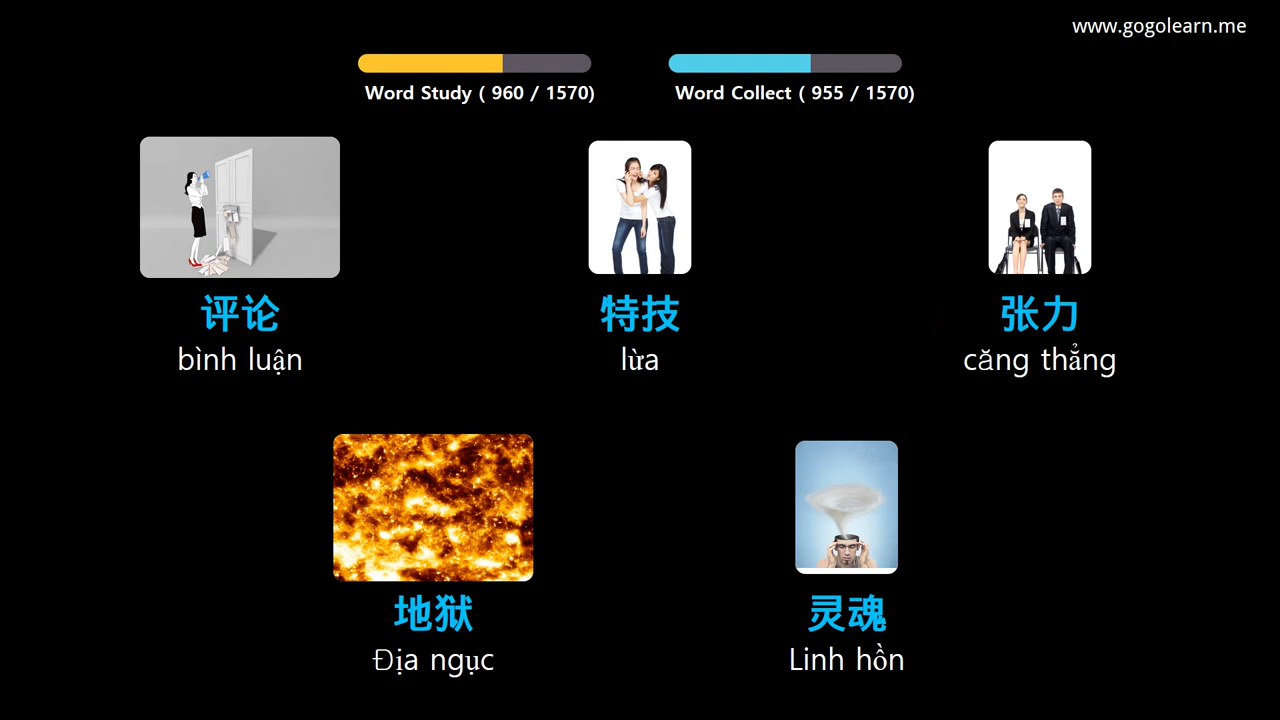 www.gogolearn.me
Word Study ( 960 / 1570)
Word Collect ( 955 / 1570)
评论
bình luận
特技
lừa
张力
căng thẳng
地狱
Địa ngục
灵魂
Linh hồn